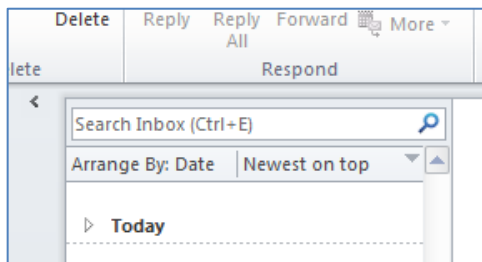 Delete Reply Reply All Forward More
lete Respond
Search Inbox (Ctrl+E)
Arrange By: Date Newest on top
Today